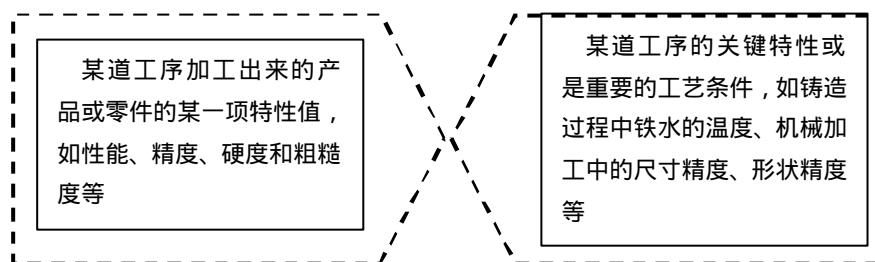 某道工序加工出来的产
品或零件的某一项特性值，
如性能、精度、硬度和粗糙
度等
某道工序的关键特性或
是重要的工艺条件，如铸造
过程中铁水的温度、机械加
工中的尺寸精度、形状精度
等